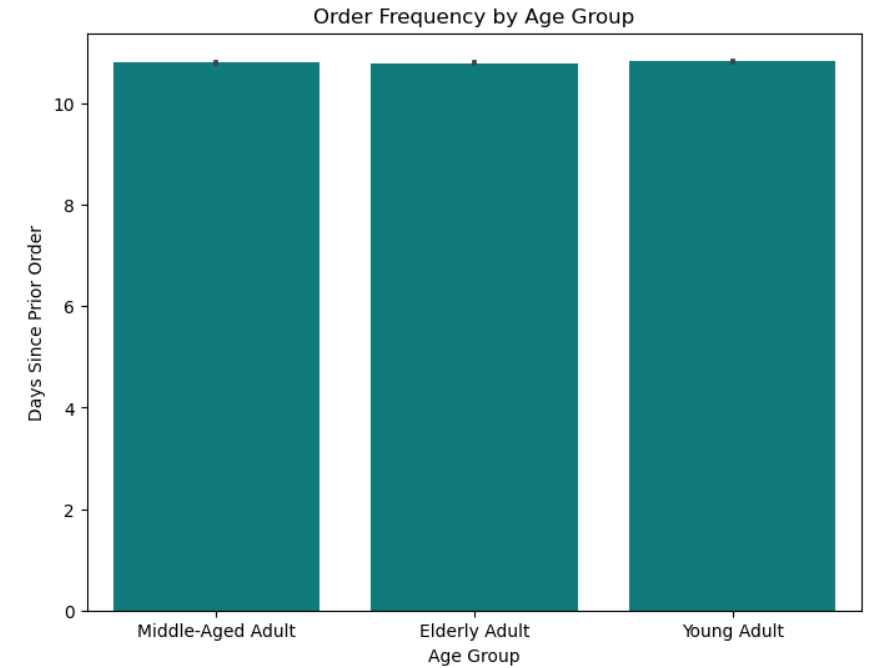 Order Frequency by Age Group
Days Since Prior Order
10
8
6
4
2
0
Middle-Aged Adult
Elderly Adult
Young Adult
Age Group